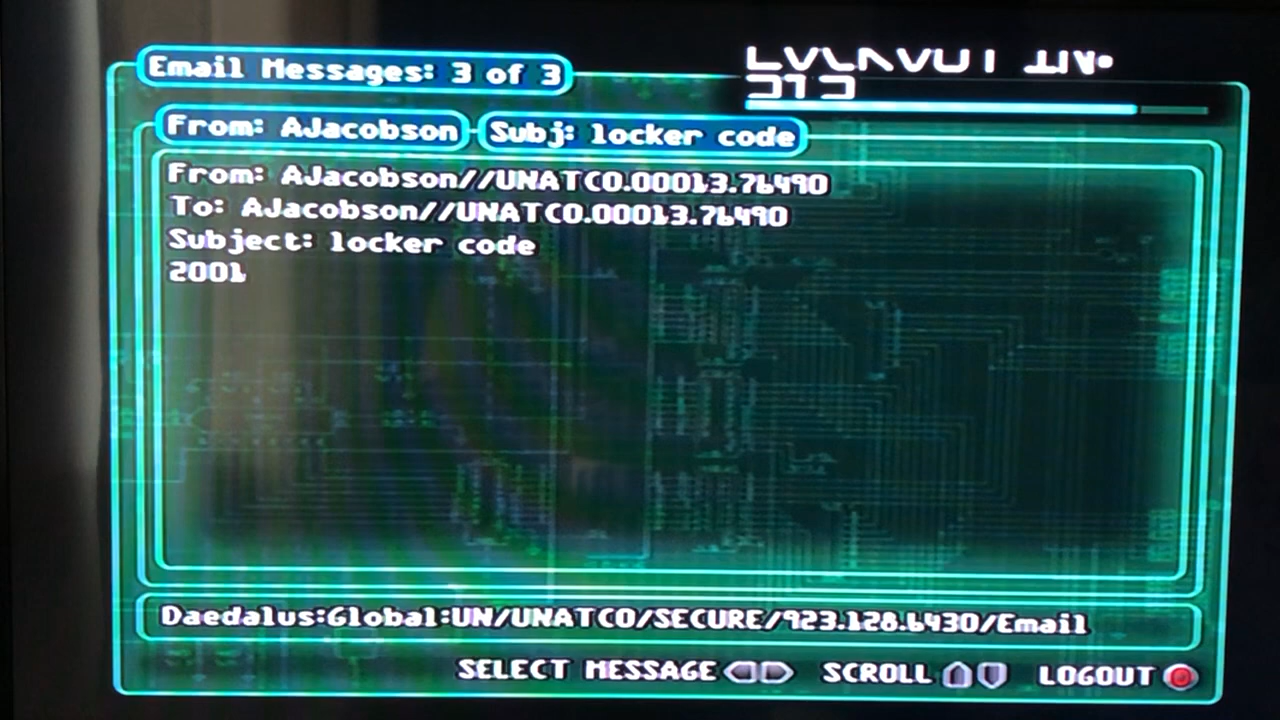 Email Messages: 3 of 3
From: AJacobson
Subj: locker code
From: AJacobson//UNATCO.00013.76490
To: AJacobson//UNATCO.00013.76490
Subject: locker code
2001
Daedalus:Global:UN/UNATCO/SECURE/923.128.6430/Email
SELECT MESSAGE SCROLL LOGOUT